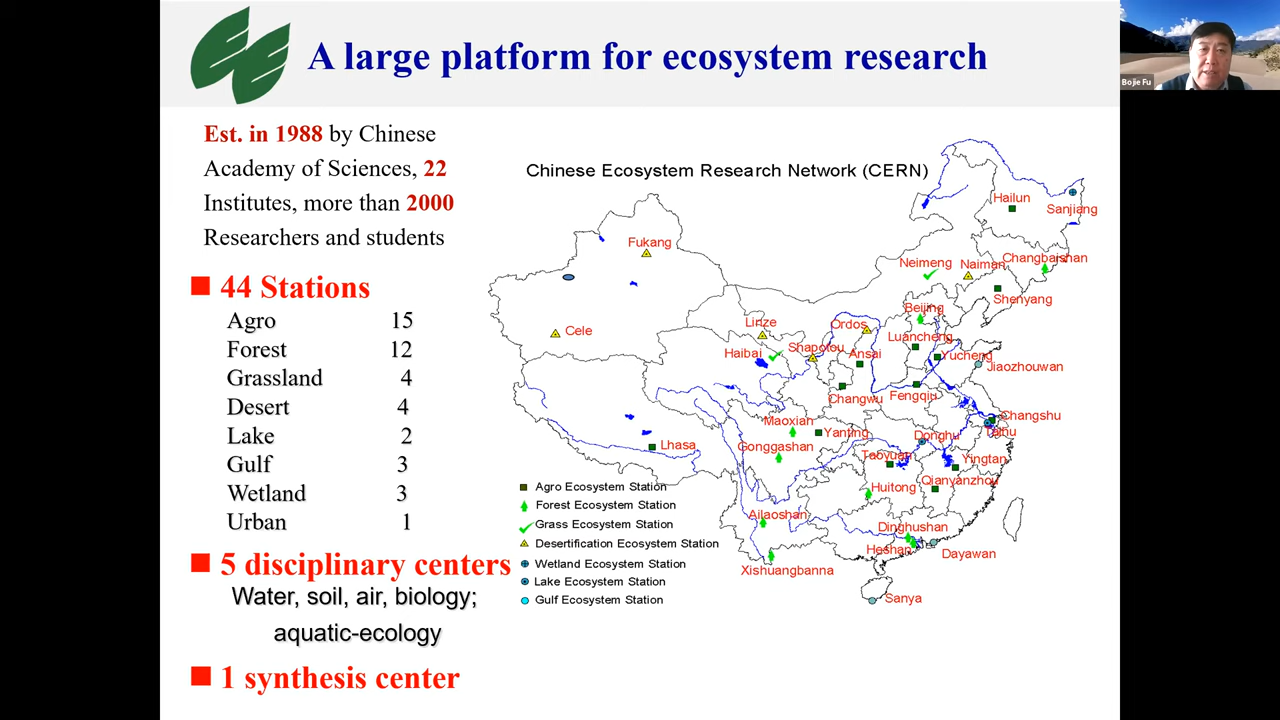 A large platform for ecosystem research
Bojie Fu
Est. in 1988 by Chinese
Academy of Sciences, 22
Institutes, more than 2000
Researchers and students
44 Stations
Agro 15
Forest 12
Grassland 4
Desert 4
Lake 2
Gulf 3
Wetland 3
Urban 1
5 disciplinary centers
Water, soil, air, biology;
aquatic-ecology
1 synthesis center
Chinese Ecosystem Research Network (CERN)
Hailun
Sanjiang
Fukang
Changbaishan
Neimeng
Naiman
Shenyang
Beijing
Linze
Ordos
Cele
Luancheng
Haibai
Shapotou
Ansai
Yucheng
Jiaozhouwan
Changwu
Fengqiu
Changshu
Maoxian
Yanting
Donghu
Taihu
Lhasa
Gonggashan
Taoyuan
Yingtan
Qianyanzhou
Huitong
Ailaoshan
Dinghushan
Heshan
Dayawan
Xishuangbanna
Sanya
Agro Ecosystem Station
Forest Ecosystem Station
Grass Ecosystem Station
Desertification Ecosystem Station
Wetland Ecosystem Station
Lake Ecosystem Station
Gulf Ecosystem Station